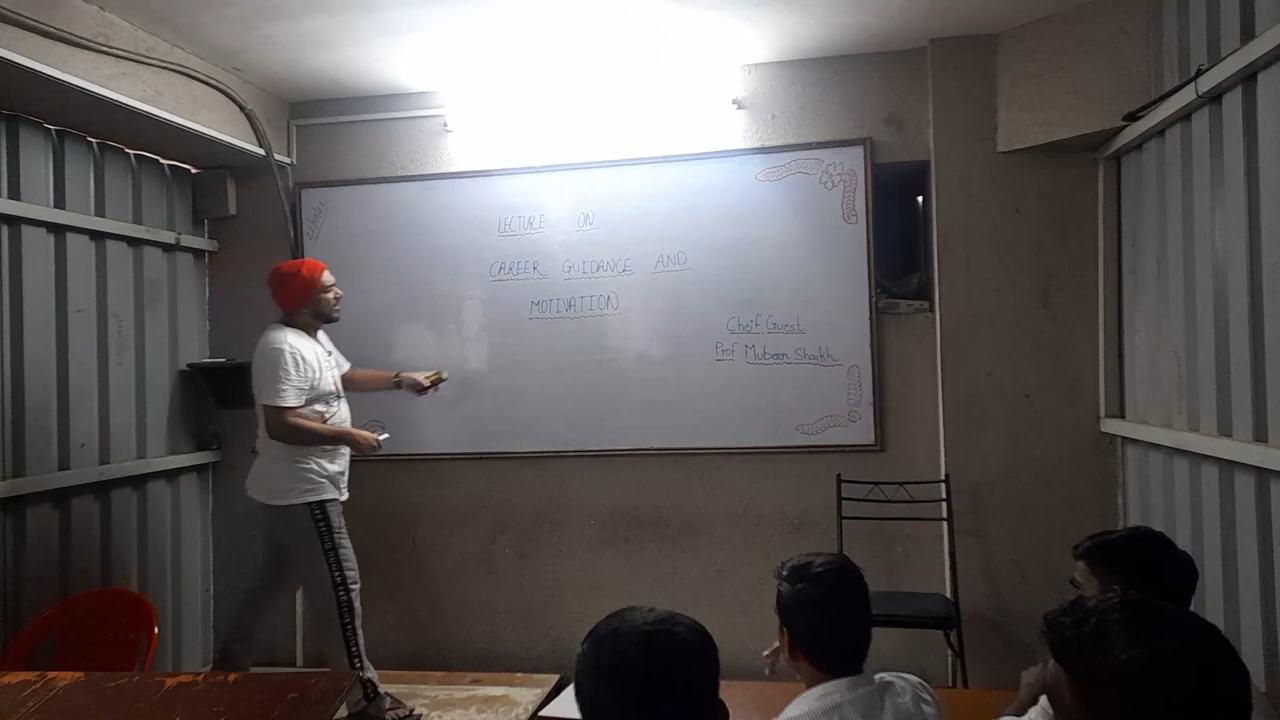 LECTURE ON
CAREER GUIDANCE AND
MOTIVATION
Cheif Guest
Prof Mubeen Shaikh